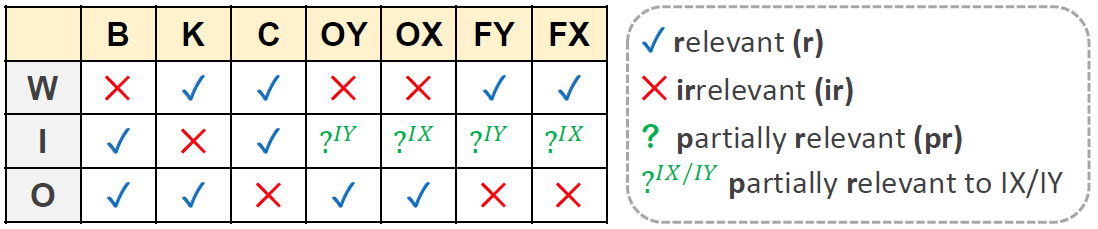 B K C OY OX FY FX
W ✗ ✓ ✓ ✗ ✗ ✓ ✓
I ✓ ✗ ✓ ?^IY ?^IX ?^IY ?^IX
O ✓ ✓ ✗ ✓ ✓ ✗ ✗
✓ relevant (r)
✗ irrelevant (ir)
? partially relevant (pr)
?^IX/IY partially relevant to IX/IY